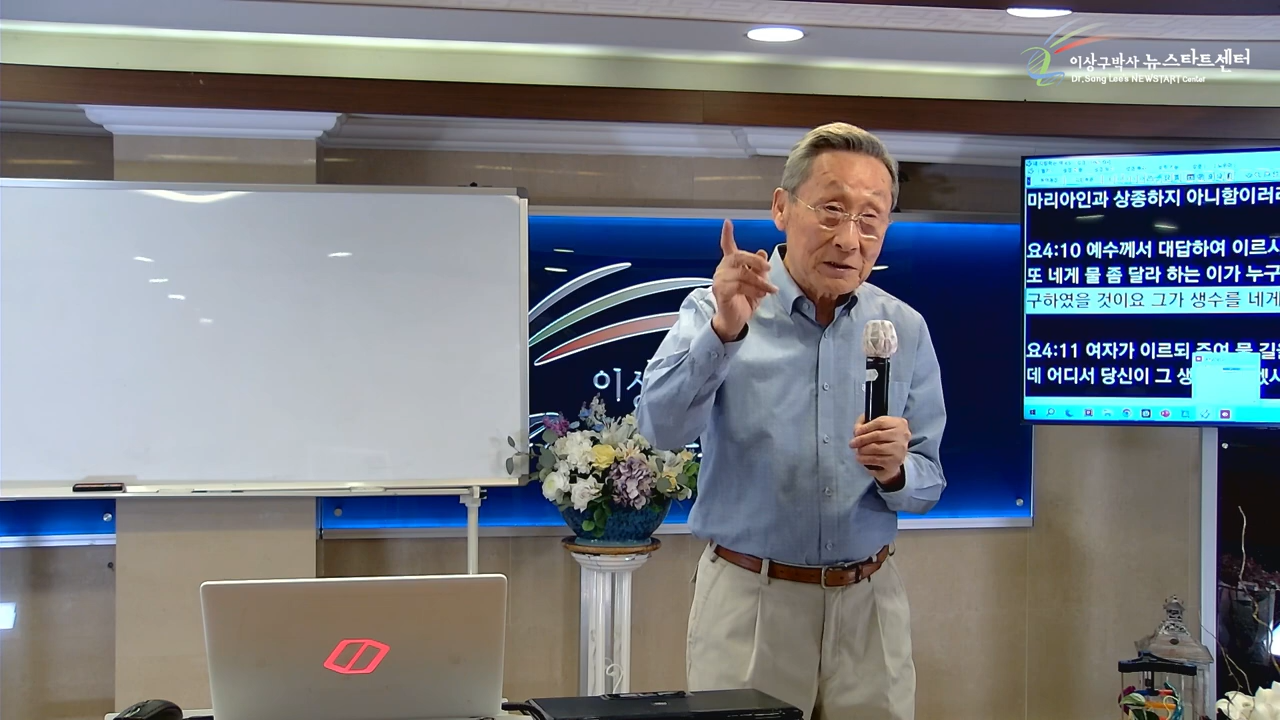 이상구박사 뉴스타트센터
Dr. Sang Lee's NEWSTART Center
마리아인과 상종하지 아니함이러라
요4:10 예수께서 대답하여 이르시
또 네게 물 좀 달라 하는 이가 누구
구하였을 것이요 그가 생수를 네게
요4:11 여자가 이르되 주여 물 길을
데 어디서 당신이 그 생
이상